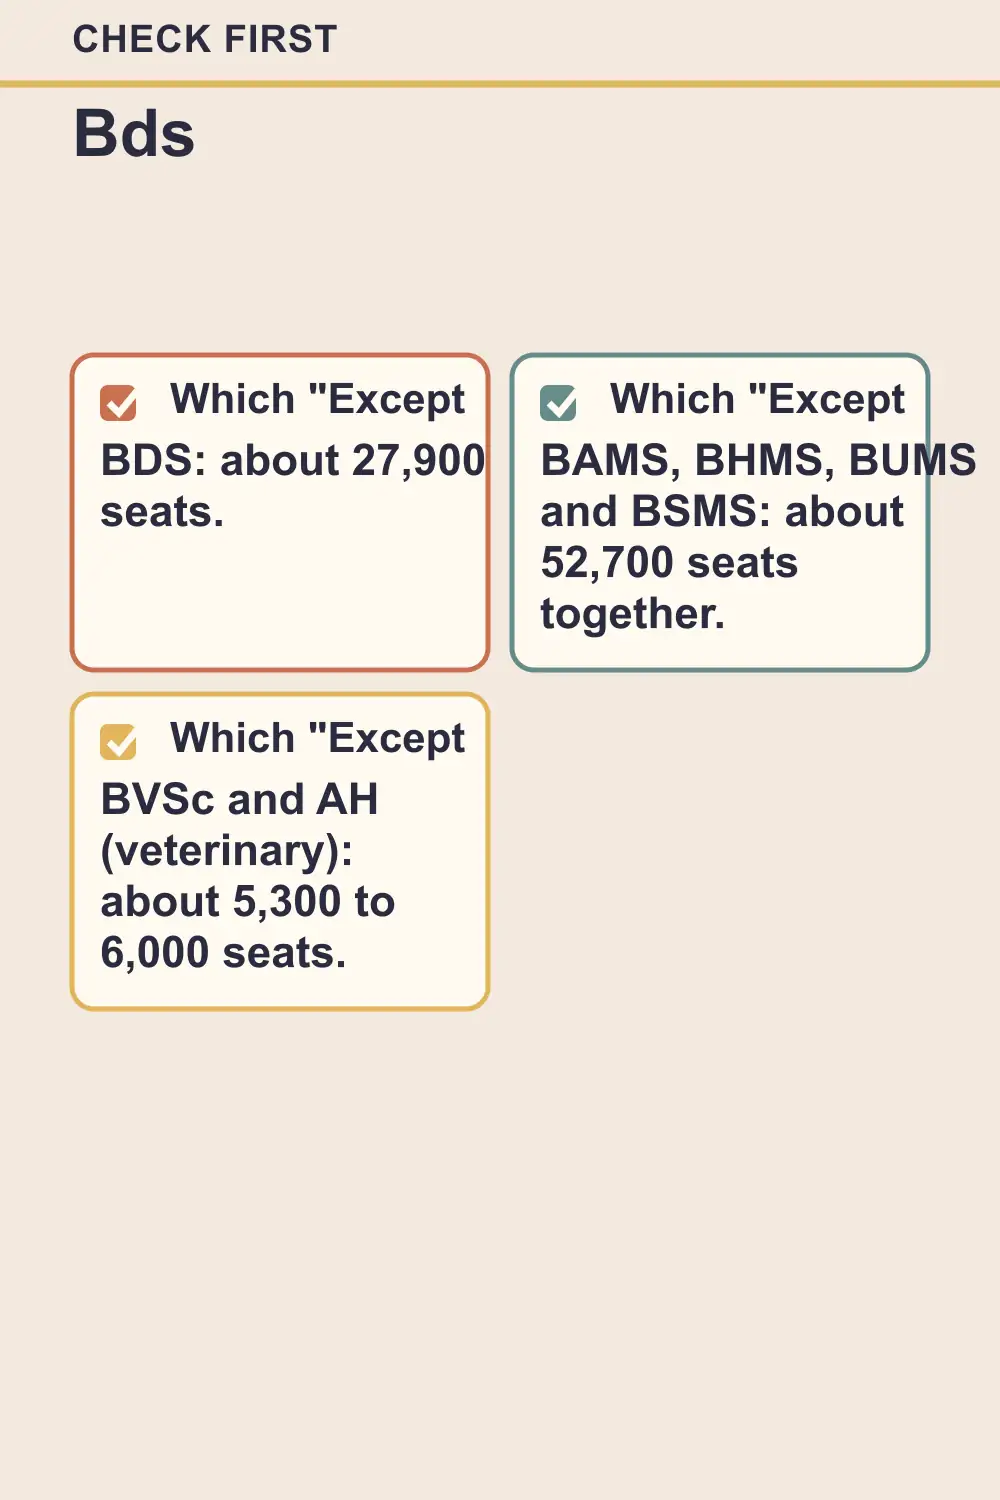 CHECK FIRST
Bds
Which "Except
BDS: about 27,900
seats.
Which "Except
BAMS, BHMS, BUMS
and BSMS: about
52,700 seats
together.
Which "Except
BVSc and AH
(veterinary):
about 5,300 to
6,000 seats.